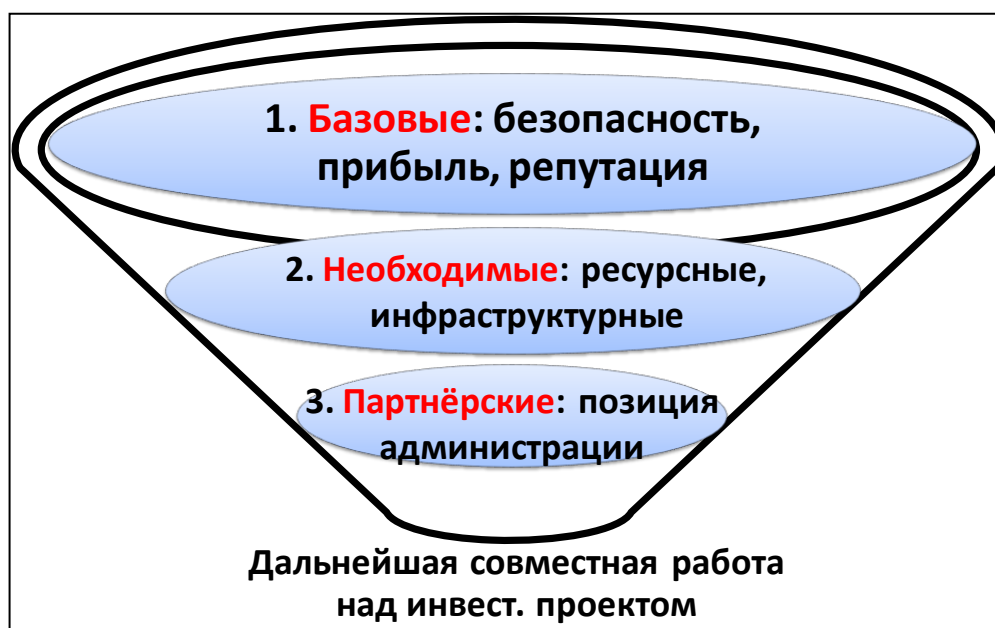 1. Базовые: безопасность,
прибыль, репутация
2. Необходимые: ресурсные,
инфраструктурные
3. Партнёрские: позиция
администрации
Дальнейшая совместная работа
над инвест. проектом